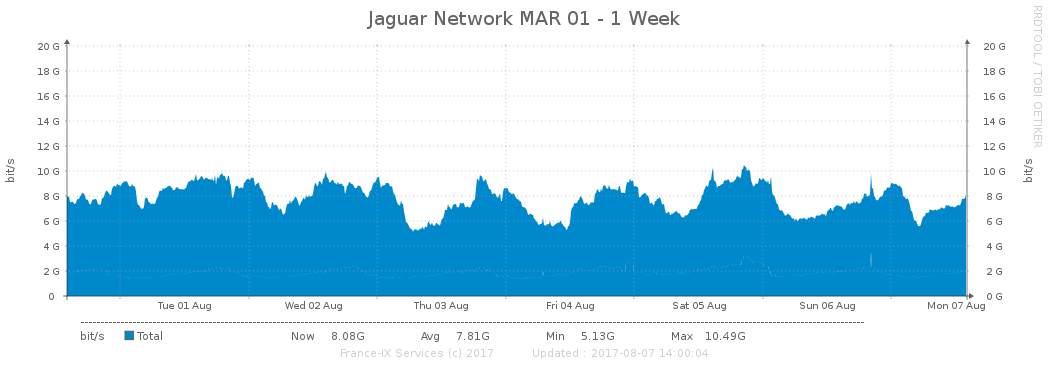 Jaguar Network MAR 01 - 1 Week
RRDTOOL / TOBI OETIKER
bit/s
bit/s
20 G 20 G
18 G 18 G
16 G 16 G
14 G 14 G
12 G 12 G
10 G 10 G
8 G 8 G
6 G 6 G
4 G 4 G
2 G 2 G
0 0 G
Tue 01 Aug Wed 02 Aug Thu 03 Aug Fri 04 Aug Sat 05 Aug Sun 06 Aug Mon 07 Aug
bit/s Total Now 8.08G Avg 7.81G Min 5.13G Max 10.49G
France-IX Services (c) 2017 Updated : 2017-08-07 14:00:04